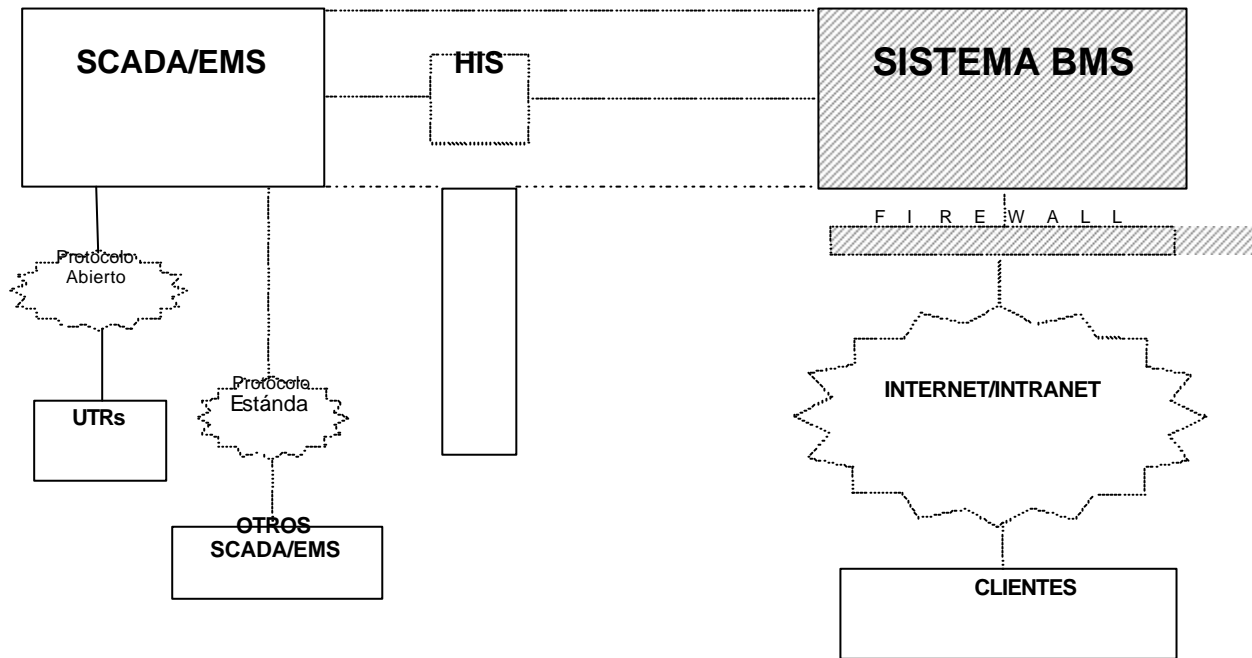 SCADA/EMS
HIS
SISTEMA BMS
F I R E W A L L
Protocolo
Abierto
Protocolo
Estánda
UTRs
INTERNET/INTRANET
OTROS
SCADA/EMS
CLIENTES